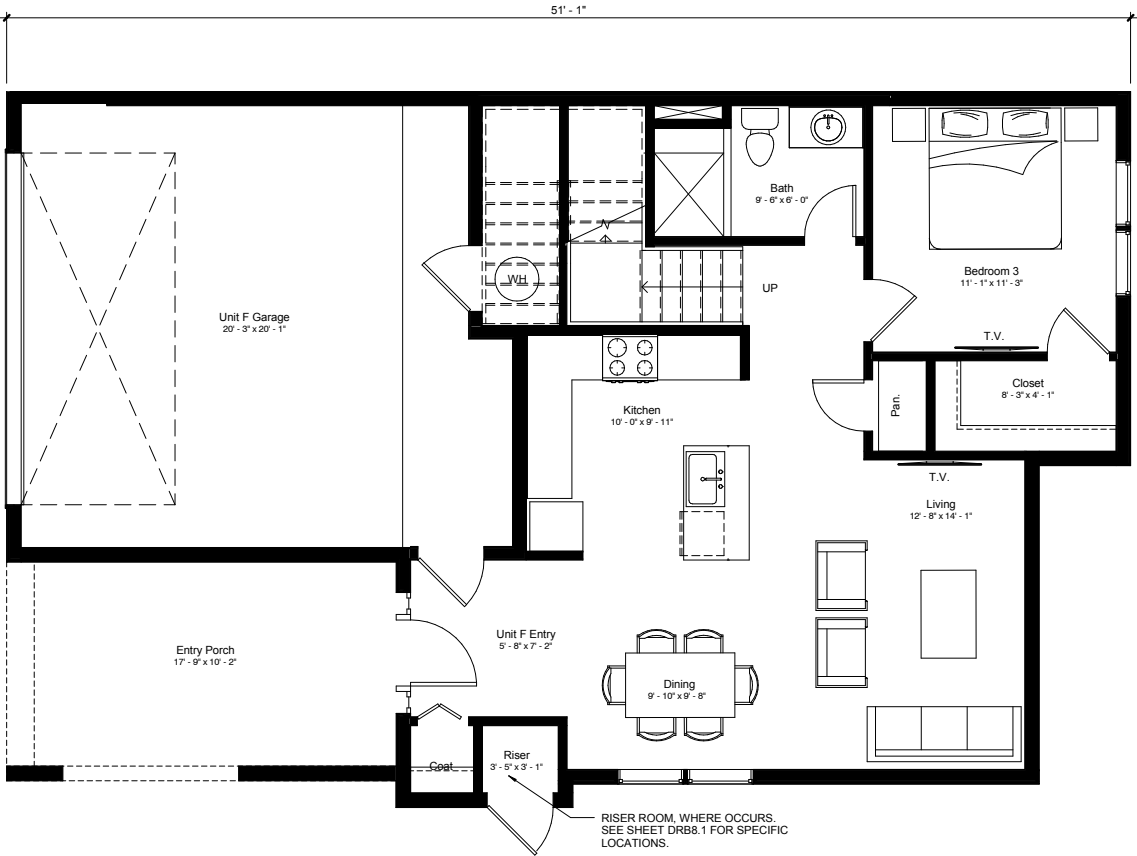 51' - 1"
Bath
9' - 6" x 6' - 0"
N
WH
UP
Bedroom 3
11' - 1" x 11' - 3"
T.V.
Unit F Garage
20' - 3" x 20' - 1"
Closet
8' - 3" x 4' - 1"
Kitchen
10' - 0" x 9' - 11"
Pan.
T.V.
Living
12' - 8" x 14' - 1"
Unit F Entry
5' - 8" x 7' - 2"
Entry Porch
17' - 9" x 10' - 2"
Dining
9' - 10" x 9' - 8"
Coat
Riser
3' - 5" x 3' - 1"
RISER ROOM, WHERE OCCURS.
SEE SHEET DRB8.1 FOR SPECIFIC
LOCATIONS.